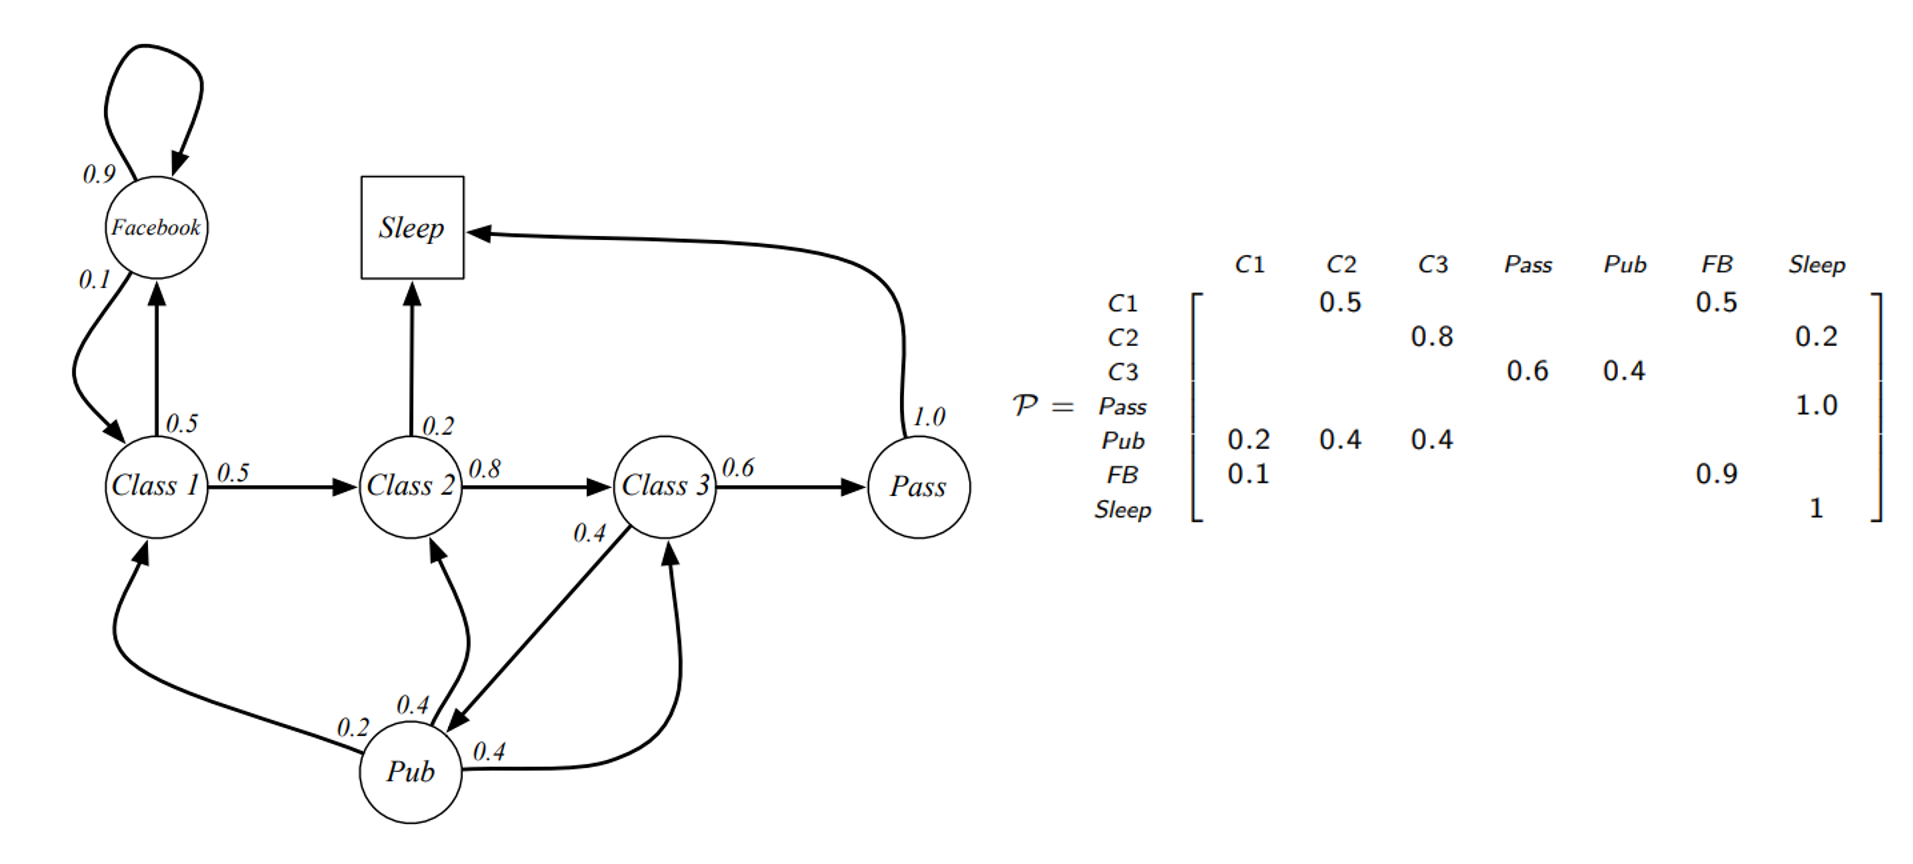 0.9
Facebook
0.1
Sleep
0.5
Class 1
0.5
0.2
Class 2
0.8
Class 3
0.6
1.0
Pass
0.4
0.2
0.4
0.4
Pub
C1 C2 C3 Pass Pub FB Sleep
C1 0.5 0.5
C2 0.8 0.2
C3 0.6 0.4
𝒫 = Pass 1.0
Pub 0.2 0.4 0.4
FB 0.1 0.9
Sleep 1